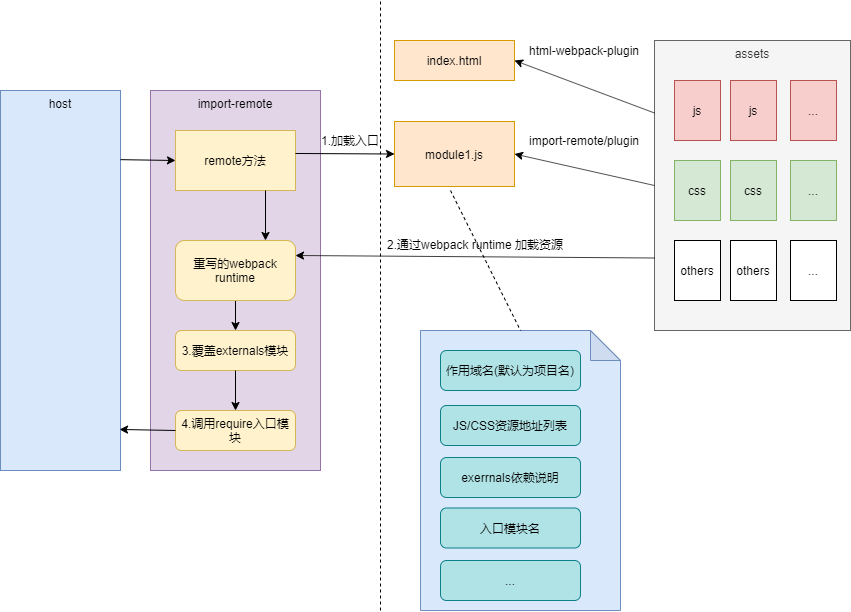 host
import-remote
remote方法
重写的webpack
runtime
3.覆盖externals模块
4.调用require入口模
块
1.加载入口
index.html
module1.js
html-webpack-plugin
import-remote/plugin
2.通过webpack runtime 加载资源
assets
js
js
...
css
css
...
others
others
...
作用域名(默认为项目名)
JS/CSS资源地址列表
exerrnals依赖说明
入口模块名
...